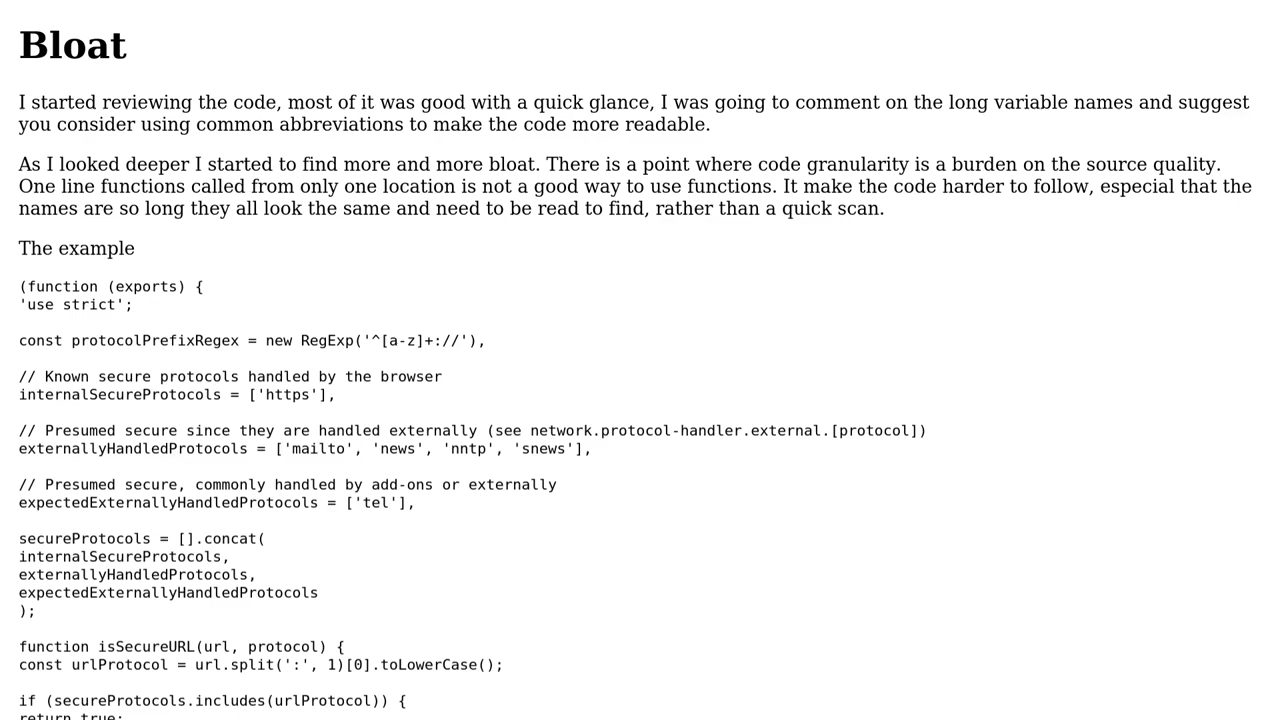 Bloat
I started reviewing the code, most of it was good with a quick glance, I was going to comment on the long variable names and suggest
you consider using common abbreviations to make the code more readable.
As I looked deeper I started to find more and more bloat. There is a point where code granularity is a burden on the source quality.
One line functions called from only one location is not a good way to use functions. It make the code harder to follow, especial that the
names are so long they all look the same and need to be read to find, rather than a quick scan.
The example
(function (exports) {
'use strict';
const protocolPrefixRegex = new RegExp('^[a-z]+://'),
// Known secure protocols handled by the browser
internalSecureProtocols = ['https'],
// Presumed secure since they are handled externally (see network.protocol-handler.external.[protocol])
externallyHandledProtocols = ['mailto', 'news', 'nntp', 'snews'],
// Presumed secure, commonly handled by add-ons or externally
expectedExternallyHandledProtocols = ['tel'],
secureProtocols = [].concat(
internalSecureProtocols,
externallyHandledProtocols,
expectedExternallyHandledProtocols
);
function isSecureURL(url, protocol) {
const urlProtocol = url.split(':', 1)[0].toLowerCase();
if (secureProtocols.includes(urlProtocol)) {
return true;